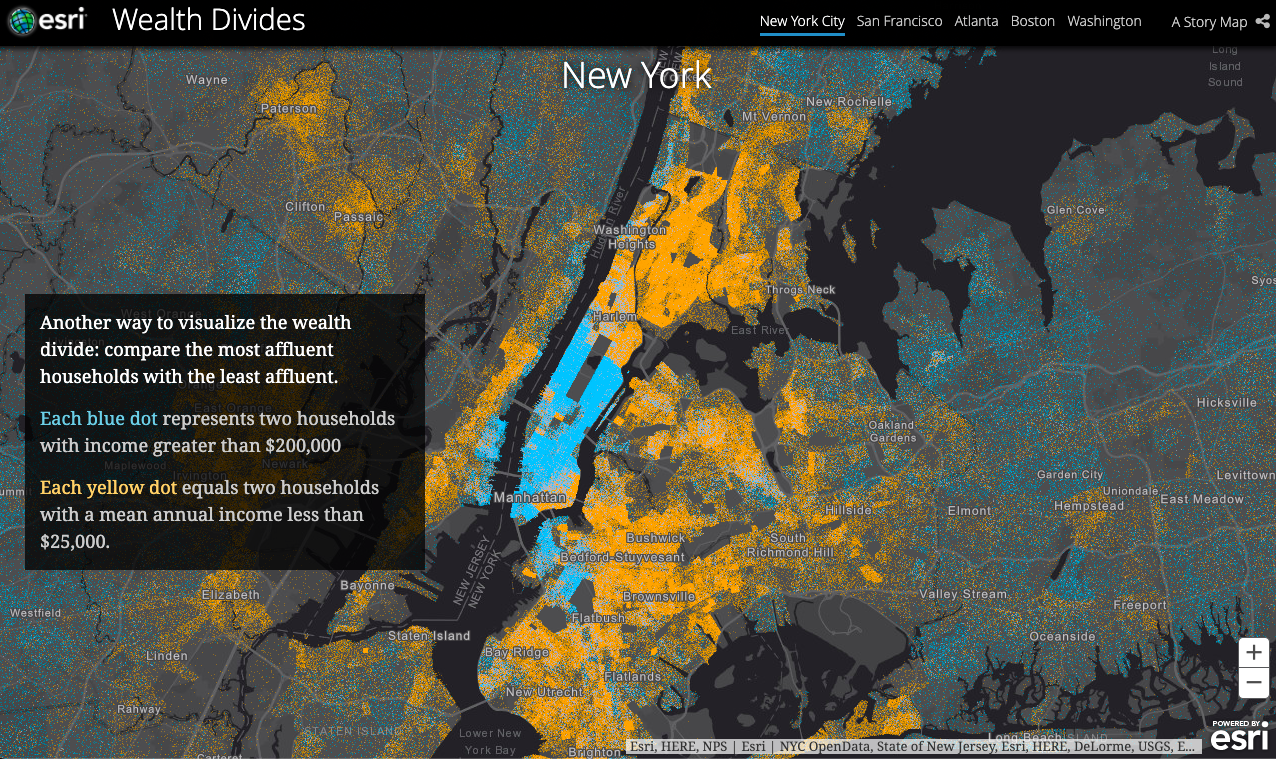 esri
Wealth Divides
New York City
San Francisco
Atlanta
Boston
Washington
A Story Map
New York
Long
Island
Sound
Wayne
Paterson
New Rochelle
Mt Vernon
Clifton
Passaic
Glen Cove
Hudson River
Washington
Heights
Throgs Neck
Syos
Harlem
East River
West Orange
Another way to visualize the wealth
divide: compare the most affluent
households with the least affluent.
Each blue dot represents two households
with income greater than $200,000
Each yellow dot equals two households
with a mean annual income less than
$25,000.
Maplewood
Irvington
Newark
Hicksville
Oakland
Gardens
Garden City
Levittown
Uniondale
Hempstead
East Meadow
Manhattan
Hillside
Elmont
Bushwick
South
Richmond Hill
Bedford-Stuyvesant
NEW JERSEY
NEW YORK
Bayonne
Elizabeth
Brownsville
Valley Stream
Freeport
Westfield
Flatbush
Staten Island
Oceanside
Linden
Bay Ridge
Flatlands
New Utrecht
Rahway
STATEN ISLAND
Lower New
York Bay
Brighton
Long Beach
ISLAND
Carteret
+
−
Esri, HERE, NPS | Esri | NYC OpenData, State of New Jersey, Esri, HERE, DeLorme, USGS, E...
POWERED BY
esri